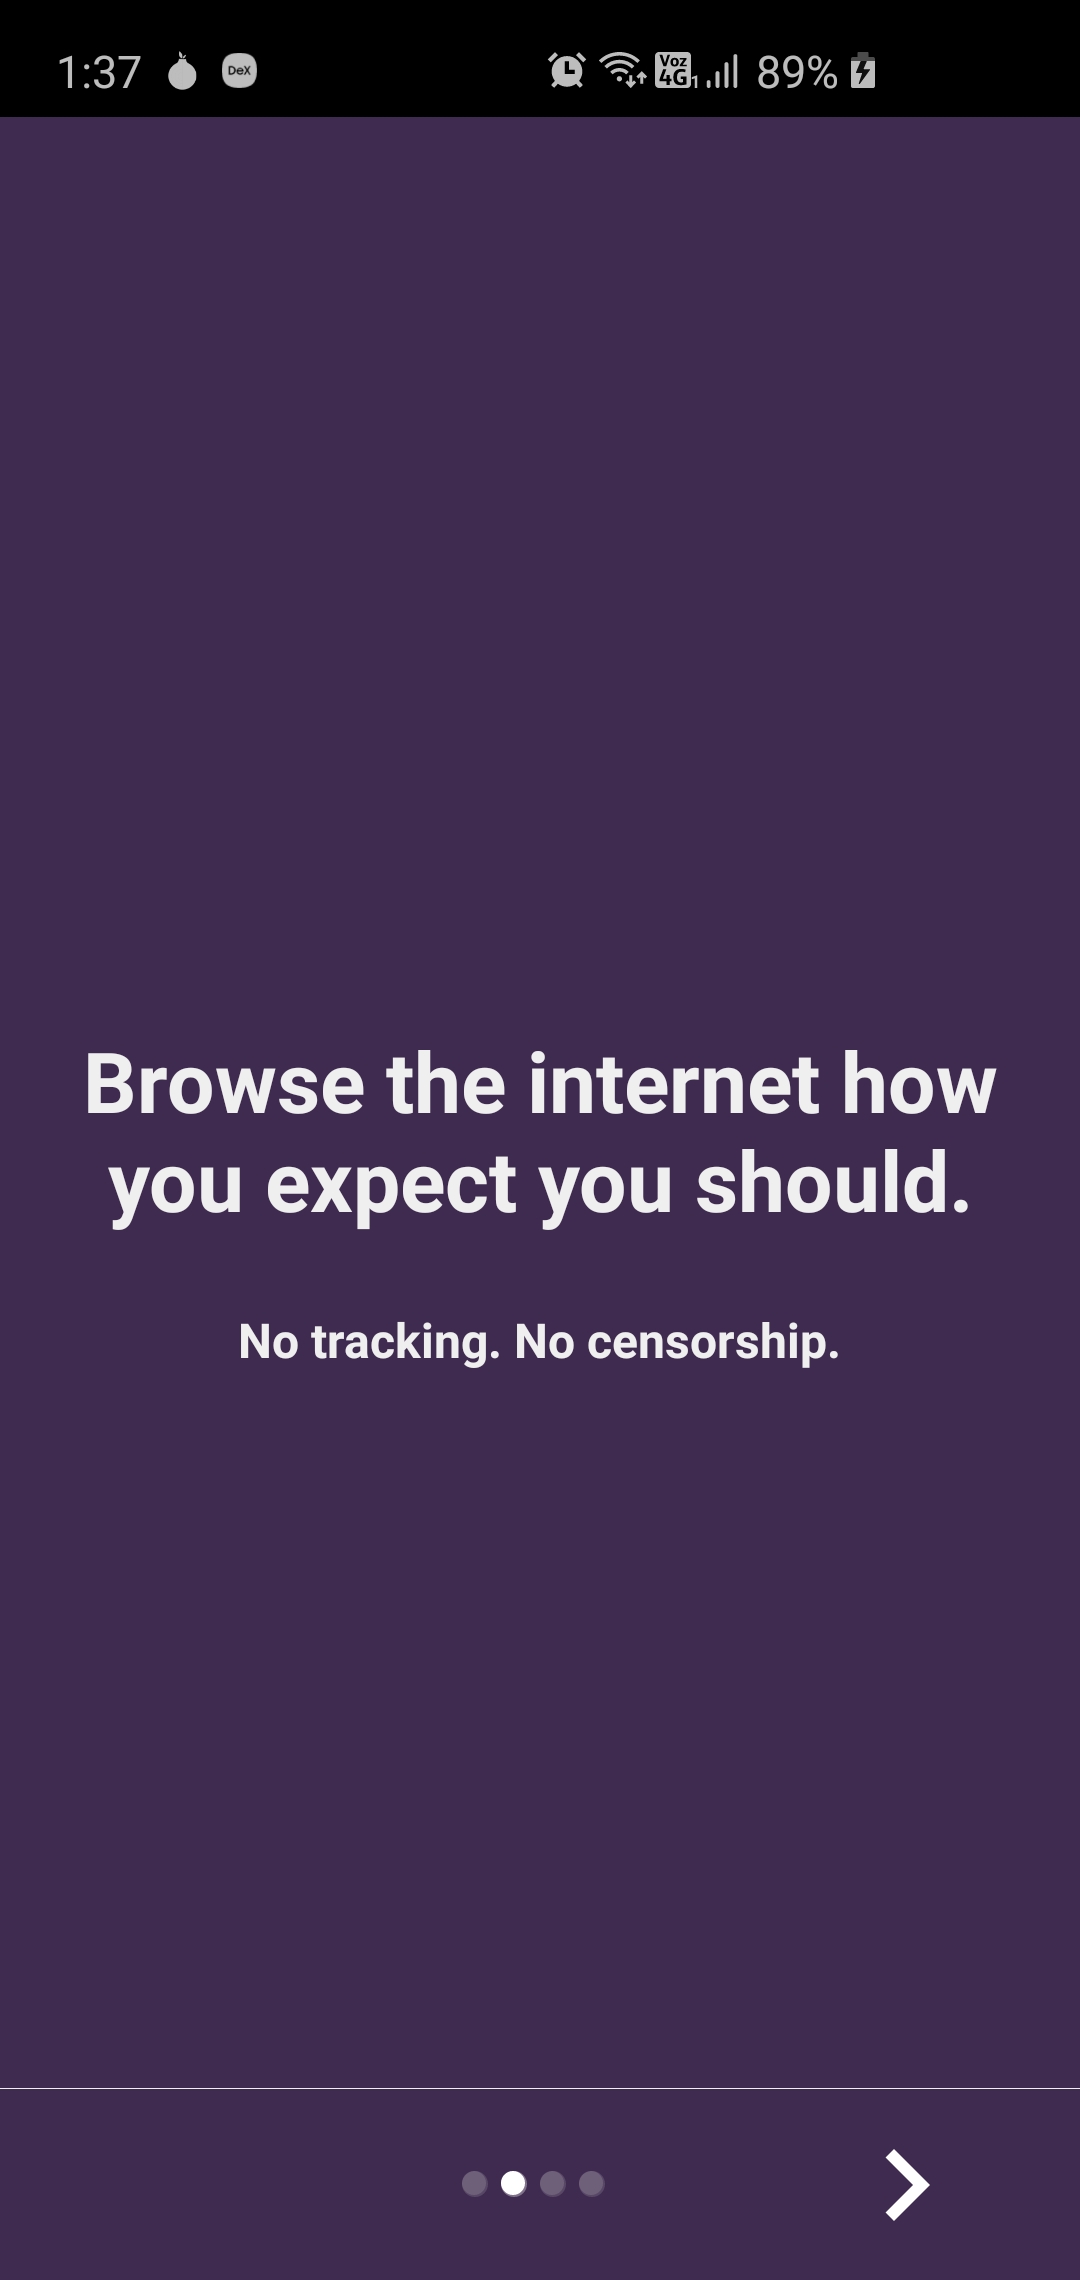 1:37 DeX Voz 4G 1 89%
Browse the internet how
you expect you should.
No tracking. No censorship.